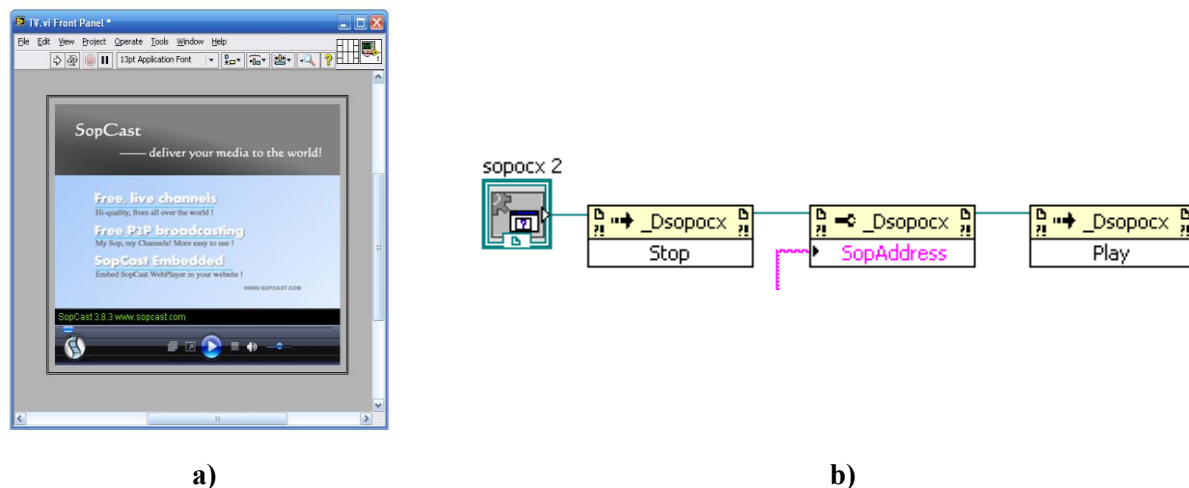 TV.vi Front Panel *
File Edit View Project Operate Tools Window Help
13pt Application Font
SopCast
—— deliver your media to the world!
Free, live channels
Hi-quality, from all over the world !
Free P2P broadcasting
My Sop, my Channels! More easy to use !
SopCast Embedded
Embed SopCast WebPlayer in your website !
WWW.SOPCAST.COM
SopCast 3.8.3 www.sopcast.com
sopocx 2
_Dsopocx
Stop
_Dsopocx
SopAddress
_Dsopocx
Play
a)
b)